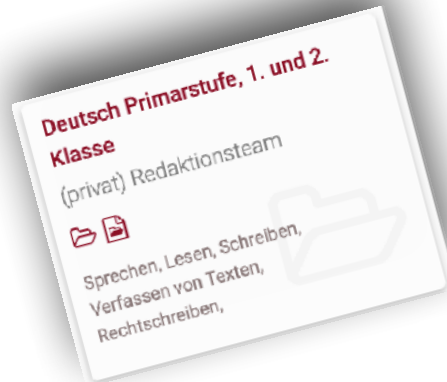 Deutsch Primarstufe, 1. und 2.
Klasse
(privat) Redaktionsteam
Sprechen, Lesen, Schreiben,
Verfassen von Texten,
Rechtschreiben,